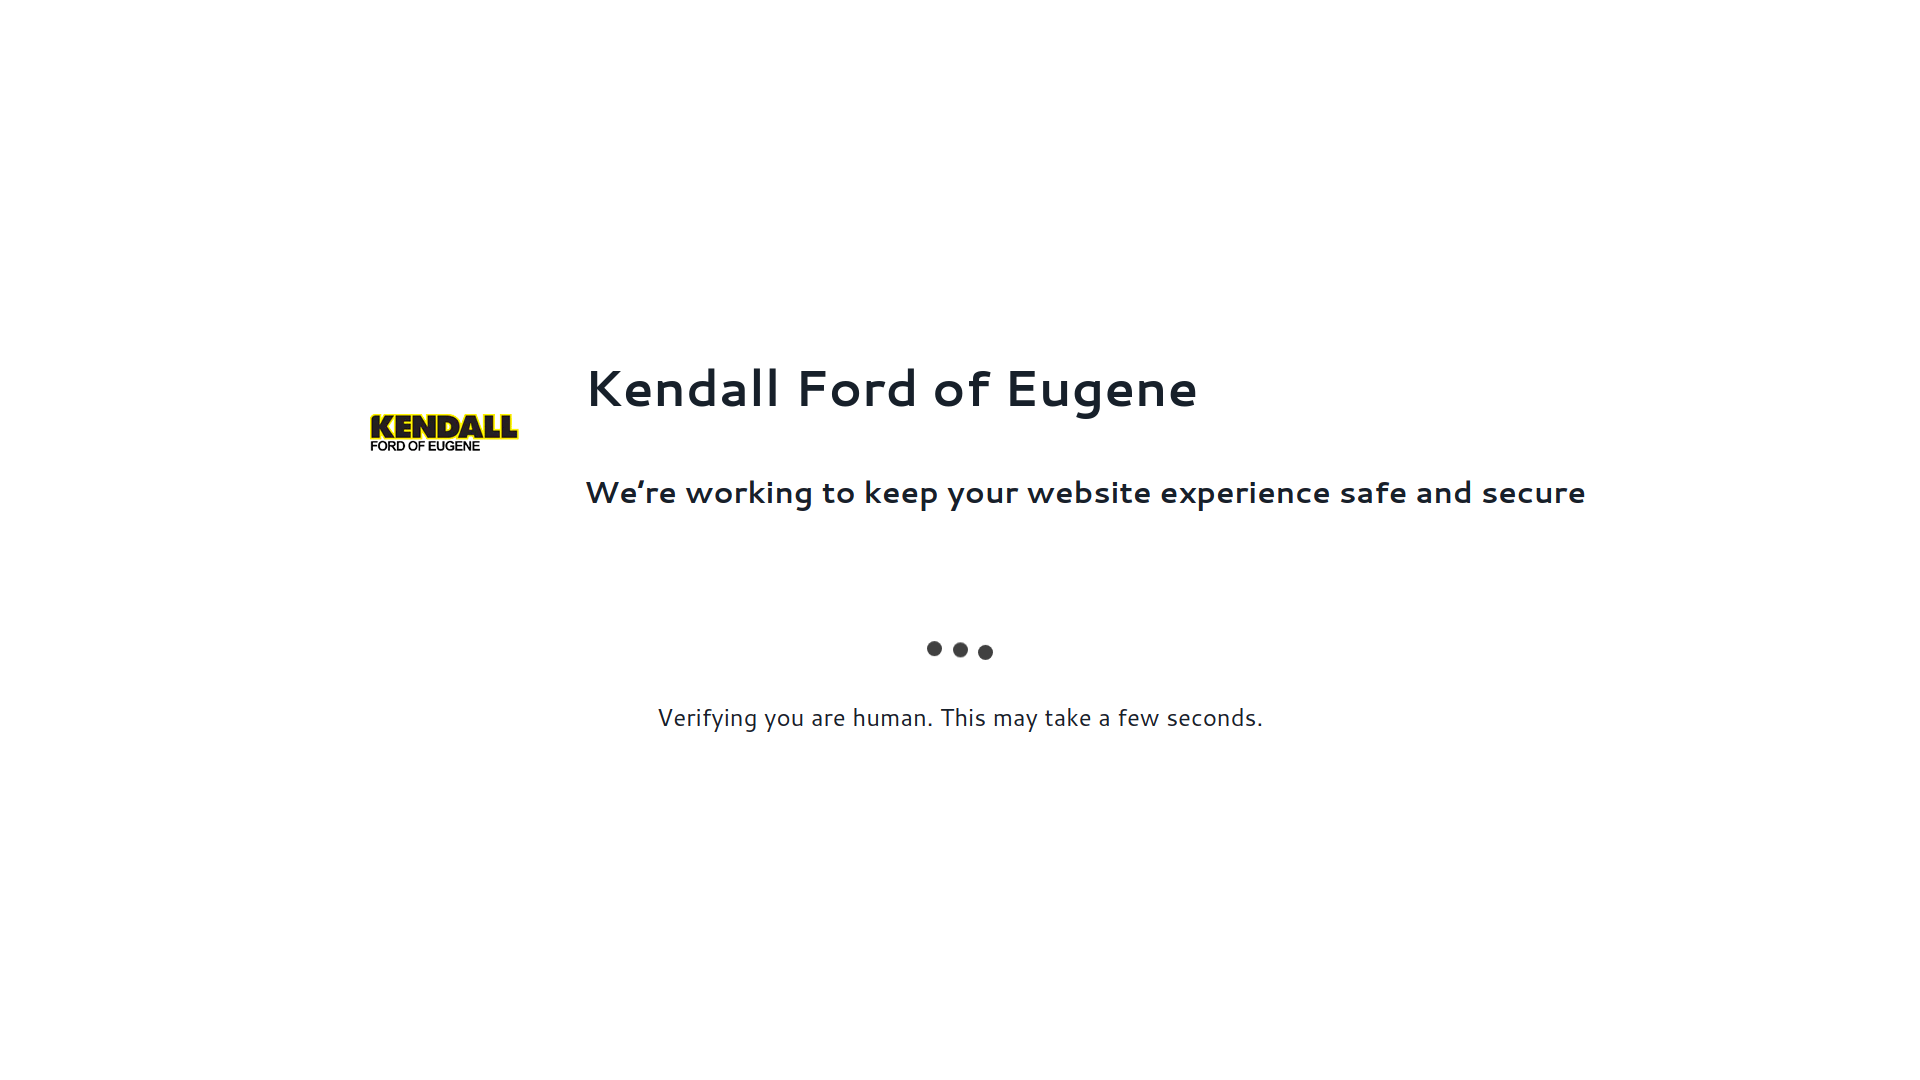 Kendall Ford of Eugene
KENDALL
FORD OF EUGENE
We’re working to keep your website experience safe and secure
Verifying you are human. This may take a few seconds.